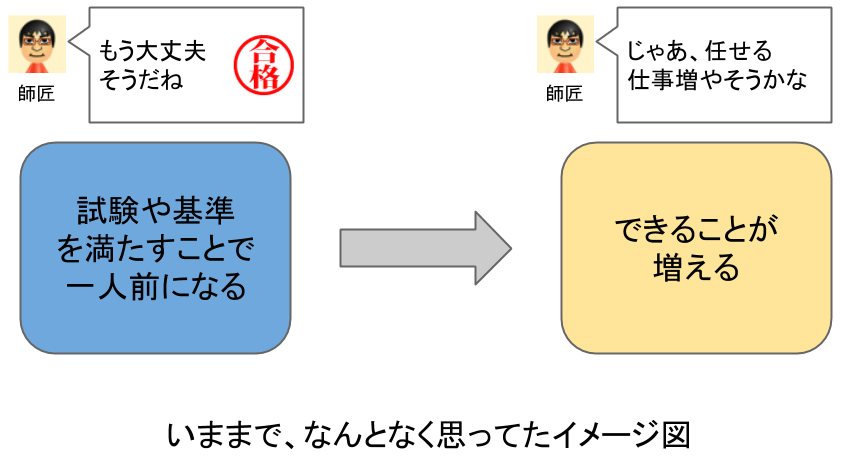 もう大丈夫
そうだね
合格
師匠
じゃあ、任せる
仕事増やそうかな
師匠
試験や基準
を満たすことで
一人前になる
できることが
増える
いままで、なんとなく思ってたイメージ図